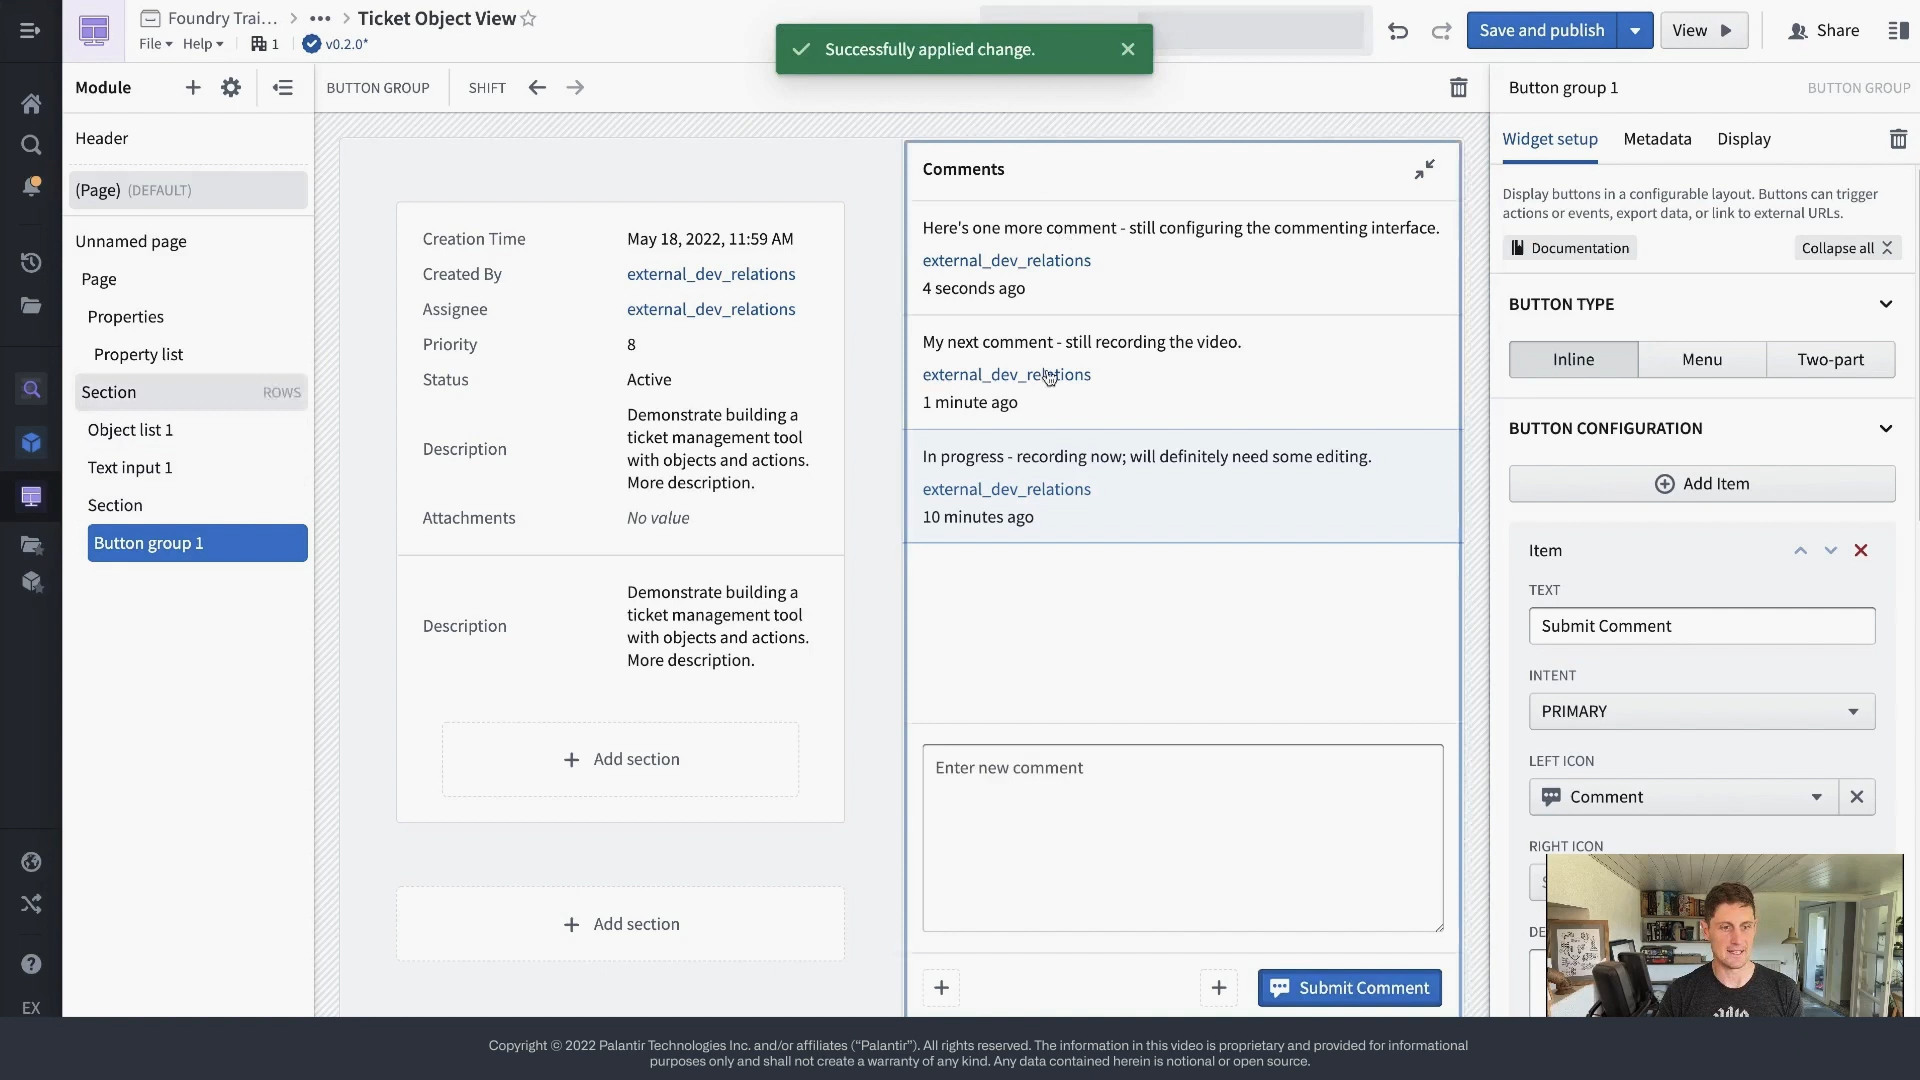 Foundry Trai... > ••• > Ticket Object View
File Help 1 v0.2.0*
Successfully applied change.
Save and publish
View
Share
Module
BUTTON GROUP
SHIFT
Button group 1
BUTTON GROUP
Header
(Page) (DEFAULT)
Unnamed page
Page
Properties
Property list
Section ROWS
Object list 1
Text input 1
Section
Button group 1
EX
Creation Time May 18, 2022, 11:59 AM
Created By external_dev_relations
Assignee external_dev_relations
Priority 8
Status Active
Description
Demonstrate building a
ticket management tool
with objects and actions.
More description.
Attachments No value
Description
Demonstrate building a
ticket management tool
with objects and actions.
More description.
+ Add section
+ Add section
Comments
Here's one more comment - still configuring the commenting interface.
external_dev_relations
4 seconds ago
My next comment - still recording the video.
external_dev_relations
1 minute ago
In progress - recording now; will definitely need some editing.
external_dev_relations
10 minutes ago
Enter new comment
Submit Comment
Widget setup
Metadata
Display
Display buttons in a configurable layout. Buttons can trigger
actions or events, export data, or link to external URLs.
Documentation
Collapse all
BUTTON TYPE
Inline
Menu
Two-part
BUTTON CONFIGURATION
Add Item
Item
TEXT
Submit Comment
INTENT
PRIMARY
LEFT ICON
Comment
RIGHT ICON
Copyright © 2022 Palantir Technologies Inc. and/or affiliates (“Palantir”). All rights reserved. The information in this video is proprietary and provided for informational
purposes only and shall not create a warranty of any kind. Any data contained herein is notional or open source.